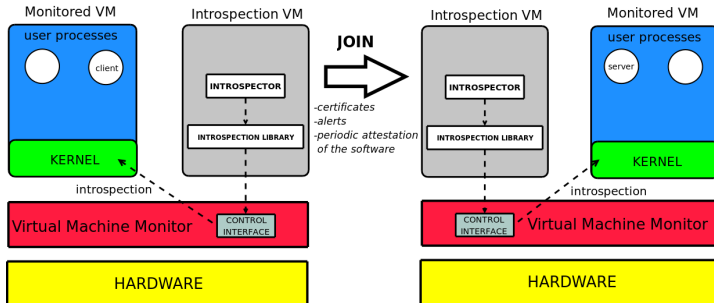 Monitored VM
Introspection VM
user processes
client
INTROSPECTOR
INTROSPECTION LIBRARY
KERNEL
introspection
Virtual Machine Monitor
CONTROL
INTERFACE
HARDWARE
JOIN
-certificates
-alerts
-periodic attestation
of the software
Introspection VM
Monitored VM
user processes
server
INTROSPECTOR
INTROSPECTION LIBRARY
KERNEL
introspection
CONTROL
INTERFACE
Virtual Machine Monitor
HARDWARE